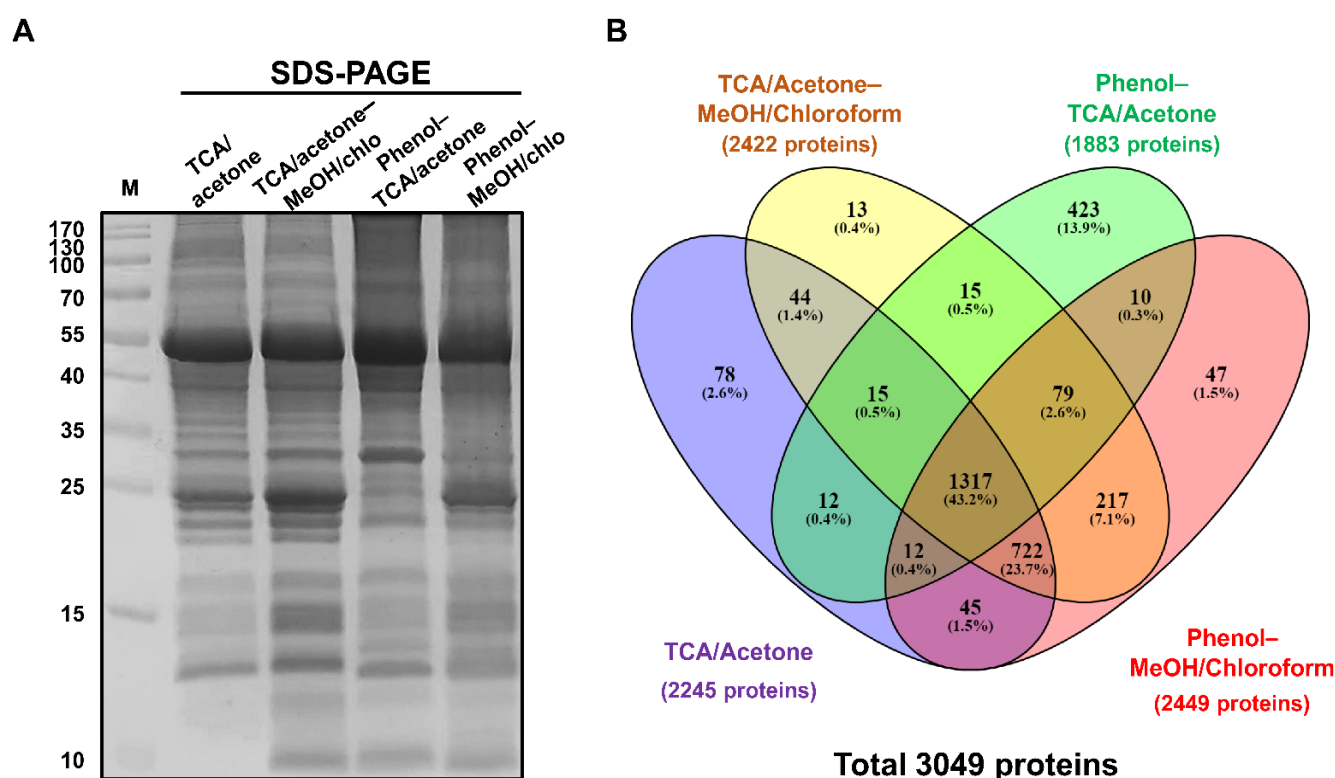 A
SDS-PAGE
M
TCA/
acetone
TCA/acetone–
MeOH/chlo
Phenol–
TCA/acetone
Phenol–
MeOH/chlo
170
130
100
70
55
40
35
25
15
10
B
TCA/Acetone–
MeOH/Chloroform
(2422 proteins)
Phenol–
TCA/Acetone
(1883 proteins)
13
(0.4%)
423
(13.9%)
44
(1.4%)
15
(0.5%)
10
(0.3%)
78
(2.6%)
15
(0.5%)
79
(2.6%)
47
(1.5%)
12
(0.4%)
1317
(43.2%)
217
(7.1%)
12
(0.4%)
722
(23.7%)
45
(1.5%)
TCA/Acetone
(2245 proteins)
Phenol–
MeOH/Chloroform
(2449 proteins)
Total 3049 proteins